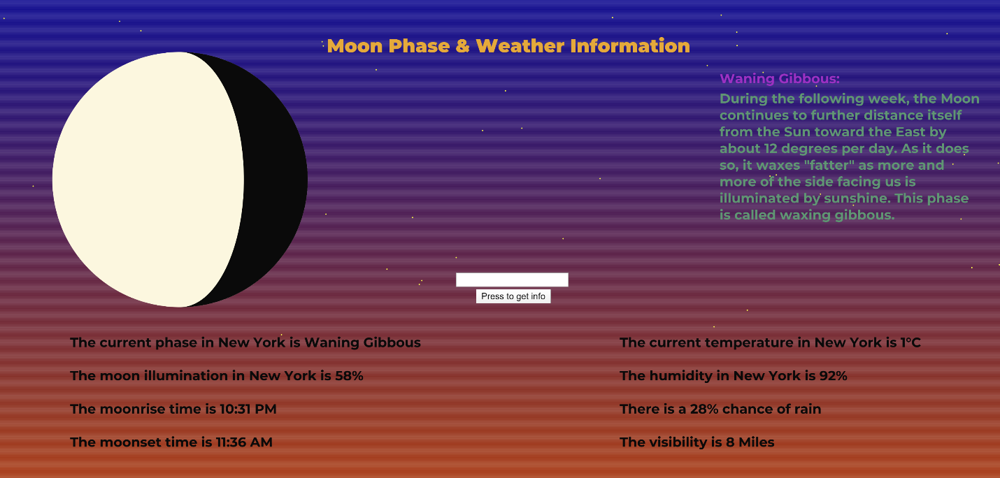 Moon Phase & Weather Information
Waning Gibbous:
During the following week, the Moon
continues to further distance itself
from the Sun toward the East by
about 12 degrees per day. As it does
so, it waxes "fatter" as more and
more of the side facing us is
illuminated by sunshine. This phase
is called waxing gibbous.
Press to get info
The current phase in New York is Waning Gibbous
The moon illumination in New York is 58%
The moonrise time is 10:31 PM
The moonset time is 11:36 AM
The current temperature in New York is 1°C
The humidity in New York is 92%
There is a 28% chance of rain
The visibility is 8 Miles